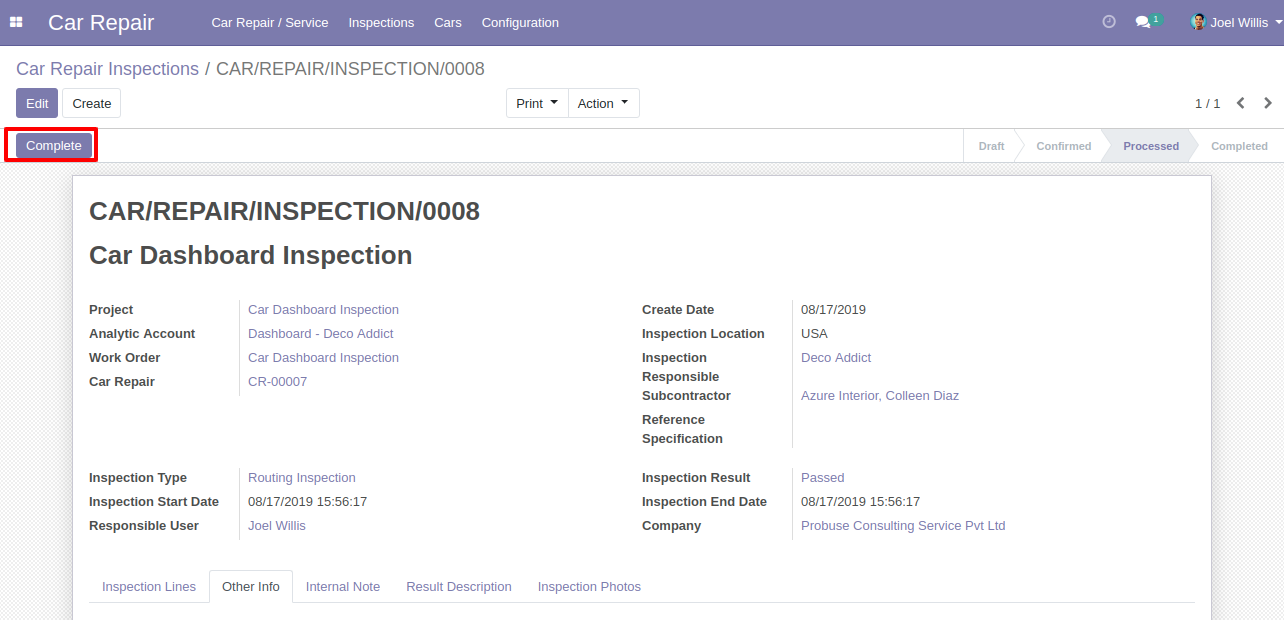 Car Repair Car Repair / Service Inspections Cars Configuration 1 Joel Willis
Car Repair Inspections / CAR/REPAIR/INSPECTION/0008
Edit Create Print Action 1 / 1
Complete Draft Confirmed Processed Completed
CAR/REPAIR/INSPECTION/0008
Car Dashboard Inspection
Project Car Dashboard Inspection
Analytic Account Dashboard - Deco Addict
Work Order Car Dashboard Inspection
Car Repair CR-00007
Create Date 08/17/2019
Inspection Location USA
Inspection Deco Addict
Responsible
Subcontractor Azure Interior, Colleen Diaz
Reference
Specification
Inspection Type Routing Inspection
Inspection Start Date 08/17/2019 15:56:17
Responsible User Joel Willis
Inspection Result Passed
Inspection End Date 08/17/2019 15:56:17
Company Probuse Consulting Service Pvt Ltd
Inspection Lines Other Info Internal Note Result Description Inspection Photos